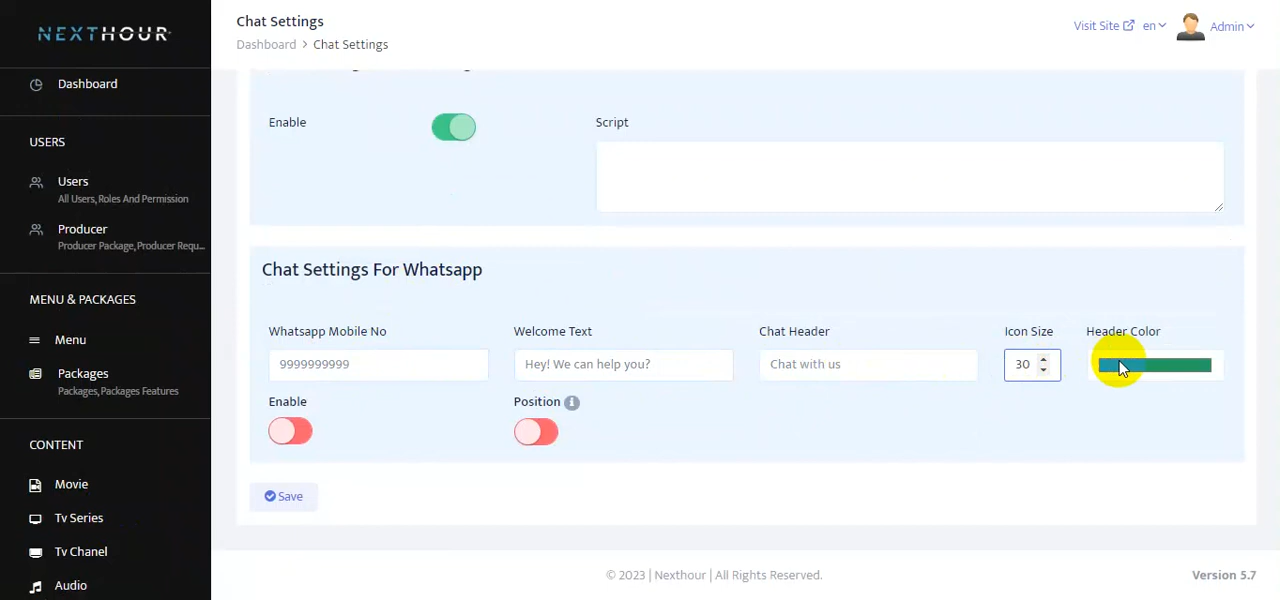 NEXTHOUR
Dashboard
USERS
Users
All Users, Roles And Permission
Producer
Producer Package, Producer Requ...
MENU & PACKAGES
Menu
Packages
Packages, Packages Features
CONTENT
Movie
Tv Series
Tv Chanel
Audio
Chat Settings
Dashboard > Chat Settings
Visit Site en Admin
Enable
Script
Chat Settings For Whatsapp
Whatsapp Mobile No Welcome Text Chat Header Icon Size Header Color
9999999999 Hey! We can help you? Chat with us 30
Enable Position
Save
© 2023 | Nexthour | All Rights Reserved. Version 5.7